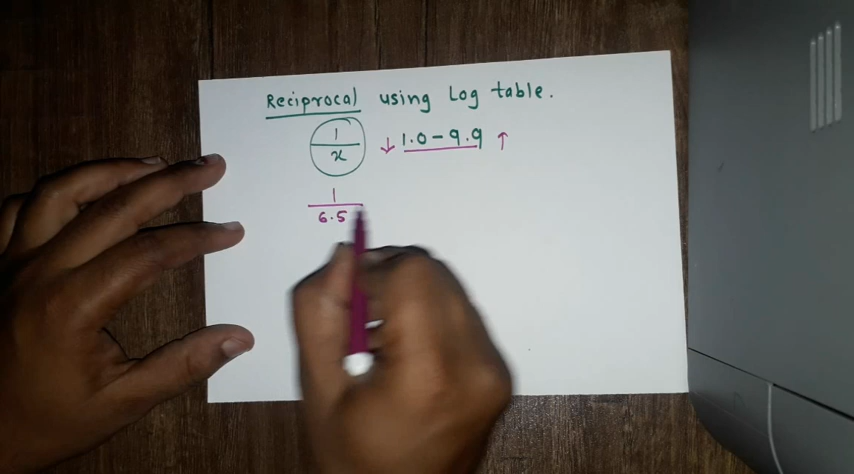 Reciprocal using Log table.
1/x ↓ 1.0 – 9.9 ↑
1/6.5